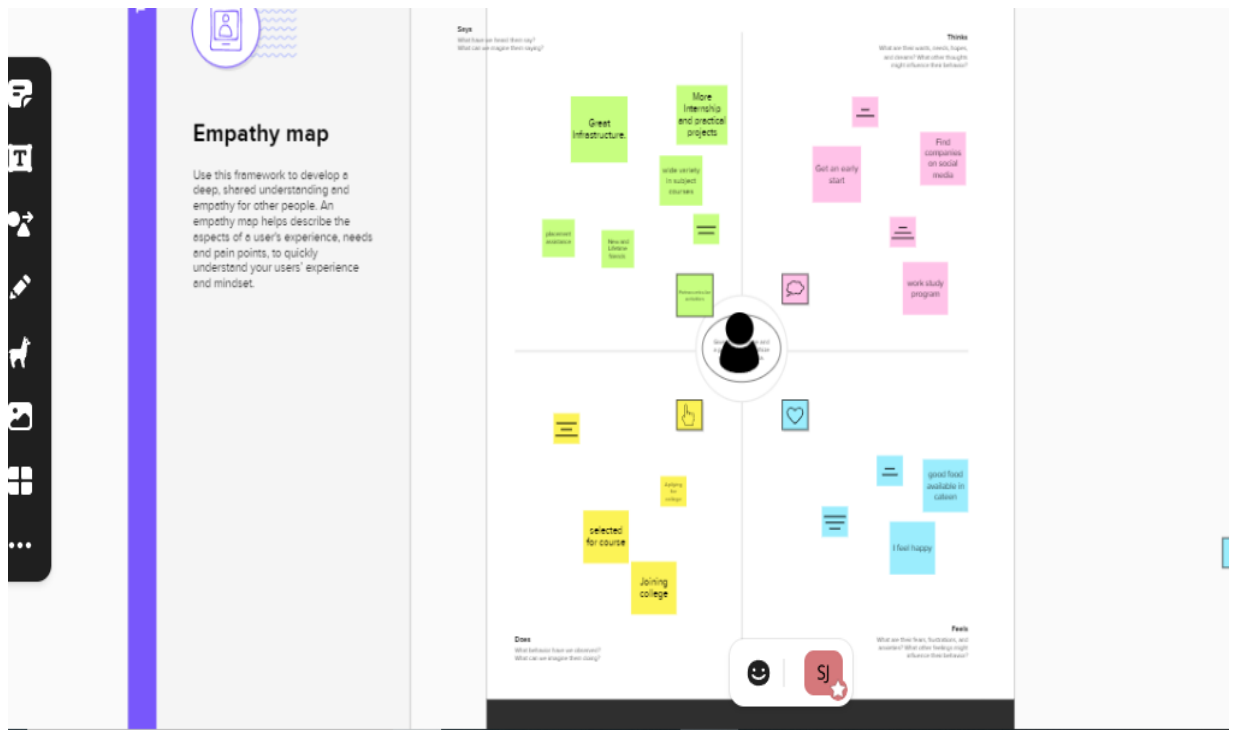 Empathy map
Use this framework to develop a
deep, shared understanding and
empathy for other people. An
empathy map helps describe the
aspects of a user's experience, needs
and pain points, to quickly
understand your users' experience
and mindset.
Says
What have we heard them say?
What can we imagine them saying?
Great
Infrastructure.
More
Internship
and practical
projects
wide variety
in subject
courses
placement
assistance
New and
Lifetime
friends
Thinks
What are their wants, needs, hopes,
and dreams? What other thoughts
might influence their behavior?
Get an early
start
Find
companies
on social
media
work study
program
selected
for course
Joining
college
Applying
for
college
Does
What behavior have we observed?
What can we imagine them doing?
good food
available in
cateen
I feel happy
Feels
What are their fears, frustrations, and
anxieties? What other feelings might
influence their behavior?
SJ
T